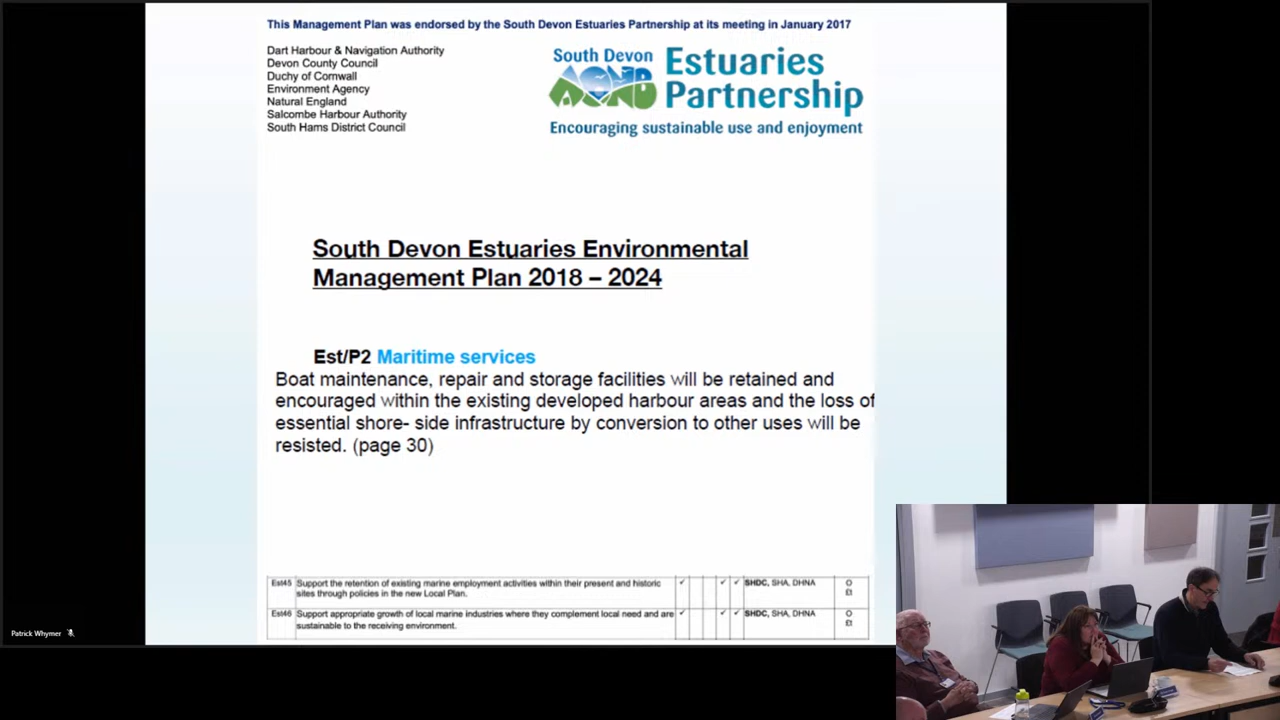 This Management Plan was endorsed by the South Devon Estuaries Partnership at its meeting in January 2017
Dart Harbour & Navigation Authority
Devon County Council
Duchy of Cornwall
Environment Agency
Natural England
Salcombe Harbour Authority
South Hams District Council
South Devon
AONB
Estuaries
Partnership
Encouraging sustainable use and enjoyment
South Devon Estuaries Environmental
Management Plan 2018 – 2024
Est/P2 Maritime services
Boat maintenance, repair and storage facilities will be retained and
encouraged within the existing developed harbour areas and the loss of
essential shore- side infrastructure by conversion to other uses will be
resisted. (page 30)
Est45 Support the retention of existing marine employment activities within their present and historic ✓ ✓ ✓ SHDC, SHA, DHNA O
sites through policies in the new Local Plan. £1
Est46 Support appropriate growth of local marine industries where they complement local need and are ✓ ✓ ✓ SHDC, SHA, DHNA O
sustainable to the receiving environment. £1
Patrick Whymer